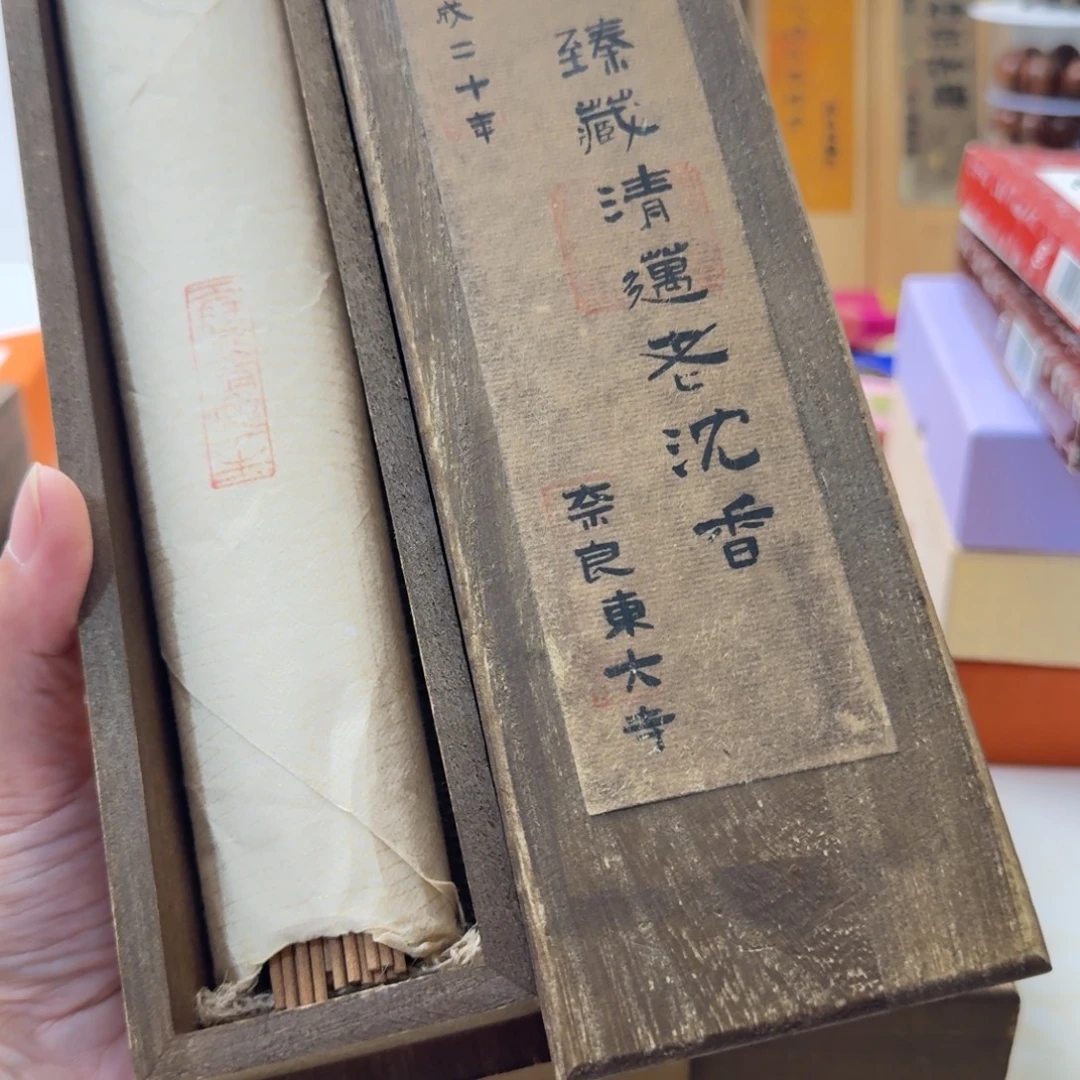 臻藏清邁老沈香
成二十年
奈良東大寺